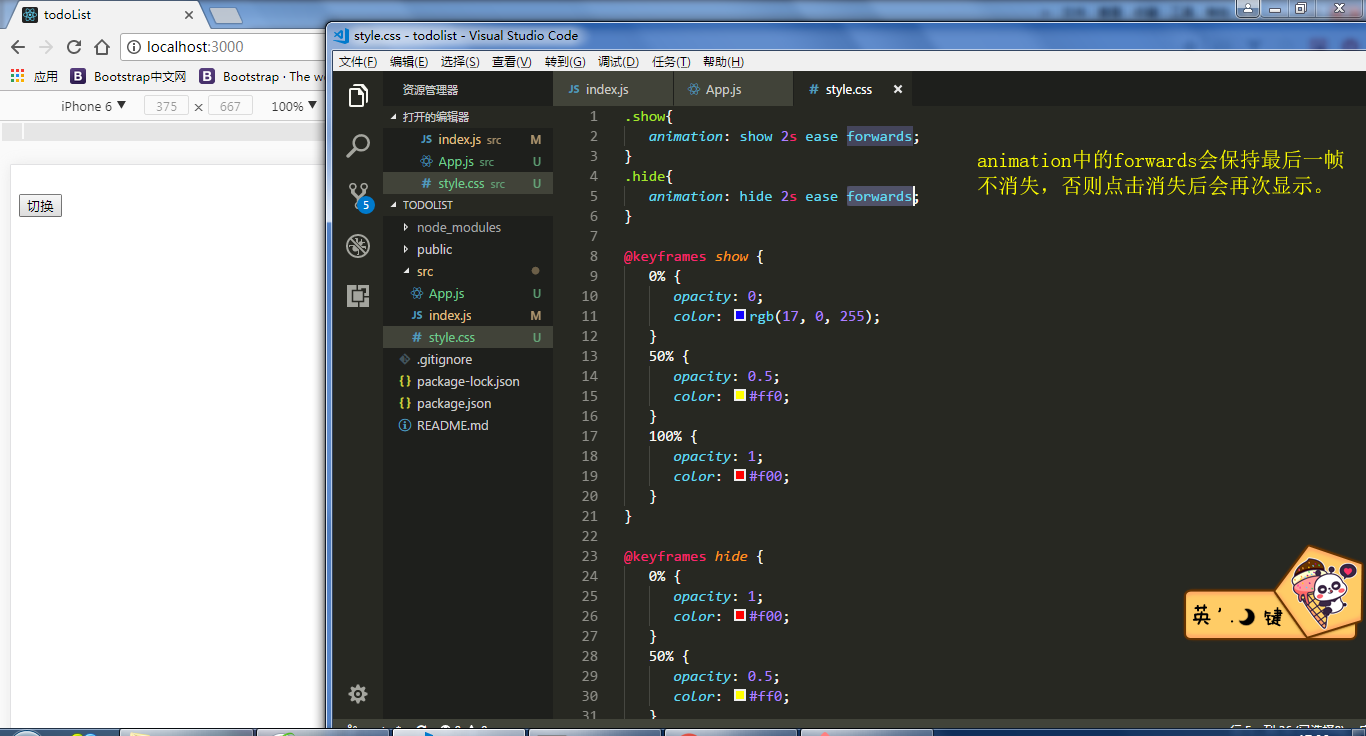 todoList
localhost:3000
应用
Bootstrap中文网
Bootstrap · The w
iPhone 6 ▼
375 × 667
100% ▼
切换
style.css - todolist - Visual Studio Code
文件(F) 编辑(E) 选择(S) 查看(V) 转到(G) 调试(D) 任务(T) 帮助(H)
资源管理器
打开的编辑器
JS index.js src M
App.js src U
# style.css src U
5
TODOLIST
node_modules
public
src
App.js U
JS index.js M
# style.css U
.gitignore
{} package-lock.json
{} package.json
README.md
JS index.js
App.js
# style.css ×
1 .show{
2 animation: show 2s ease forwards;
3 }
4 .hide{
5 animation: hide 2s ease forwards;
6 }
7
8 @keyframes show {
9 0% {
10 opacity: 0;
11 color: rgb(17, 0, 255);
12 }
13 50% {
14 opacity: 0.5;
15 color: #ff0;
16 }
17 100% {
18 opacity: 1;
19 color: #f00;
20 }
21 }
22
23 @keyframes hide {
24 0% {
25 opacity: 1;
26 color: #f00;
27 }
28 50% {
29 opacity: 0.5;
30 color: #ff0;
31 }
animation中的forwards会保持最后一帧
不消失，否则点击消失后会再次显示。
英 键